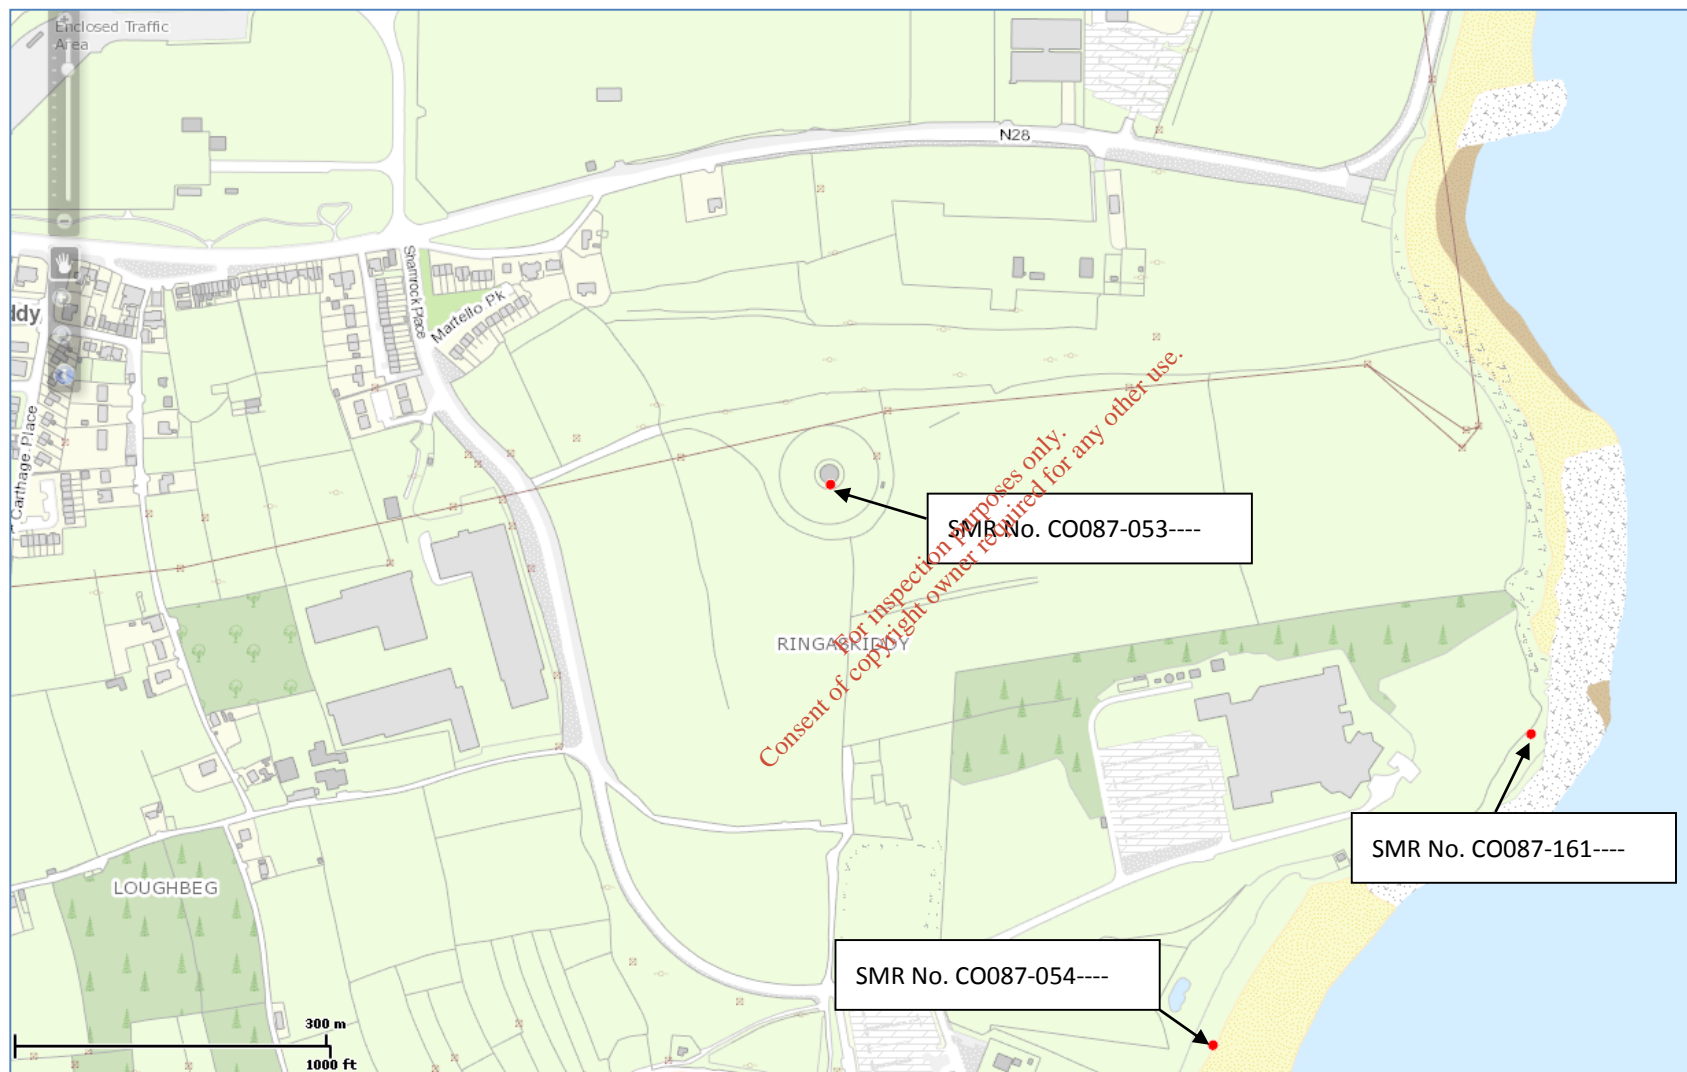 Enclosed Traffic
Area
N28
Shamrock Place
Martello Pk
ddy
Carthage Place
SMR No. CO087-053----
For inspection purposes only.
Consent of copyright owner required for any other use.
RINGASKIDDY
SMR No. CO087-161----
LOUGHBEG
SMR No. CO087-054----
300 m
1000 ft